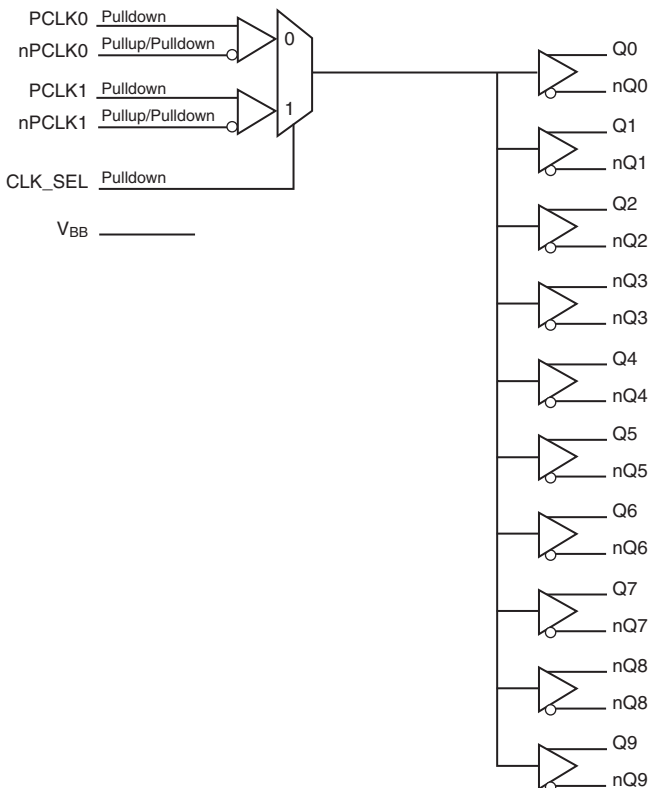 PCLK0 Pulldown
nPCLK0 Pullup/Pulldown
0
PCLK1 Pulldown
nPCLK1 Pullup/Pulldown
1
CLK_SEL Pulldown
VBB
Q0
nQ0
Q1
nQ1
Q2
nQ2
nQ3
nQ3
Q4
nQ4
Q5
nQ5
Q6
nQ6
Q7
nQ7
nQ8
nQ8
Q9
nQ9